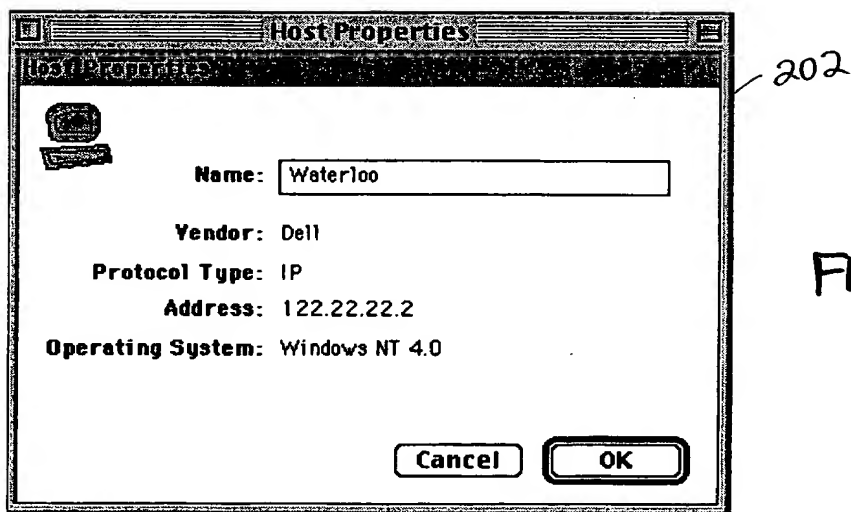 Host Properties
Host Properties
202
Name: Waterloo
Vendor: Dell
Protocol Type: IP
Address: 122.22.22.2
Operating System: Windows NT 4.0
Cancel OK